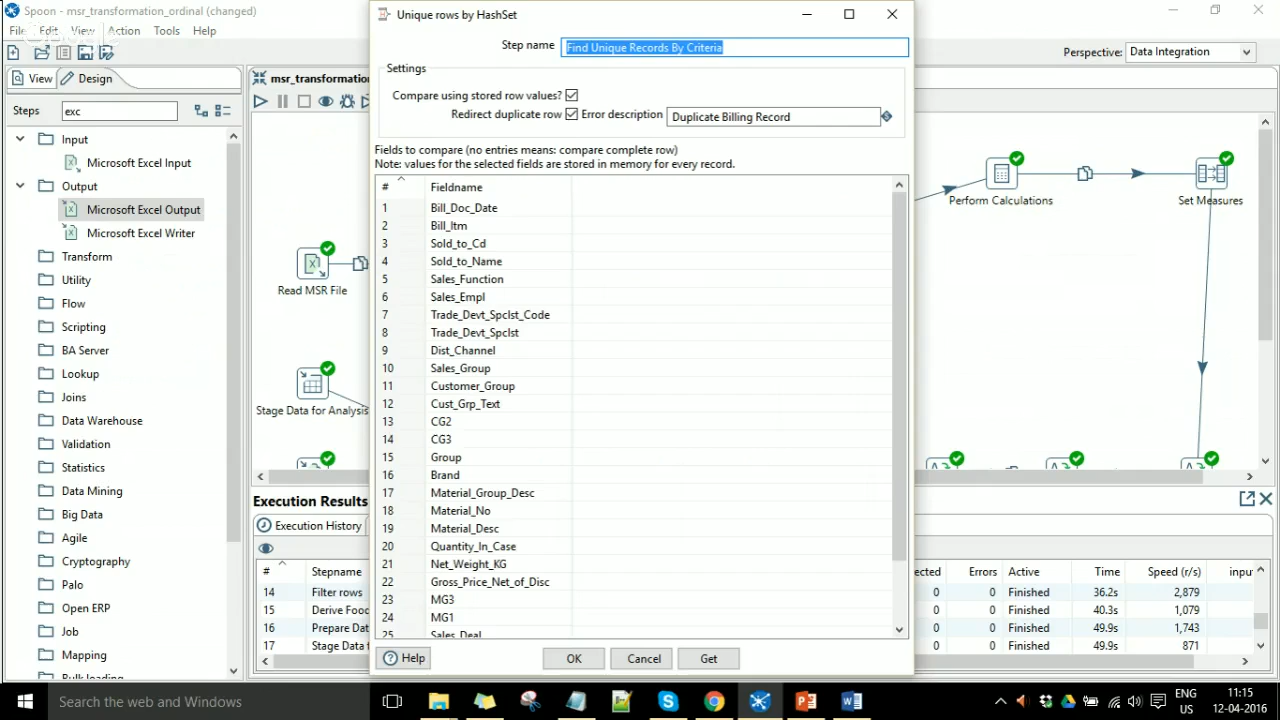 Spoon - msr_transformation_ordinal (changed)
File Edit View Action Tools Help
Perspective: Data Integration
View Design
Steps exc
Input
Microsoft Excel Input
Output
Microsoft Excel Output
Microsoft Excel Writer
Transform
Utility
Flow
Scripting
BA Server
Lookup
Joins
Data Warehouse
Validation
Statistics
Data Mining
Big Data
Agile
Cryptography
Palo
Open ERP
Job
Mapping
Bulk loading
msr_transformation
Read MSR File
Stage Data for Analysis
Perform Calculations
Set Measures
Unique rows by HashSet
Step name Find Unique Records By Criteria
Settings
Compare using stored row values?
Redirect duplicate row Error description Duplicate Billing Record
Fields to compare (no entries means: compare complete row)
Note: values for the selected fields are stored in memory for every record.
# Fieldname
1 Bill_Doc_Date
2 Bill_Itm
3 Sold_to_Cd
4 Sold_to_Name
5 Sales_Function
6 Sales_Empl
7 Trade_Devt_Spclst_Code
8 Trade_Devt_Spclst
9 Dist_Channel
10 Sales_Group
11 Customer_Group
12 Cust_Grp_Text
13 CG2
14 CG3
15 Group
16 Brand
17 Material_Group_Desc
18 Material_No
19 Material_Desc
20 Quantity_In_Case
21 Net_Weight_KG
22 Gross_Price_Net_of_Disc
23 MG3
24 MG1
25 Sales_Deal
Help OK Cancel Get
Execution Results
Execution History
# Stepname ected Errors Active Time Speed (r/s) input
14 Filter rows 0 0 Finished 36.2s 2,879
15 Derive Food 0 0 Finished 40.3s 1,079
16 Prepare Dat 0 0 Finished 49.9s 1,743
17 Stage Data f 0 0 Finished 49.9s 871
Search the web and Windows
ENG
US
11:15
12-04-2016